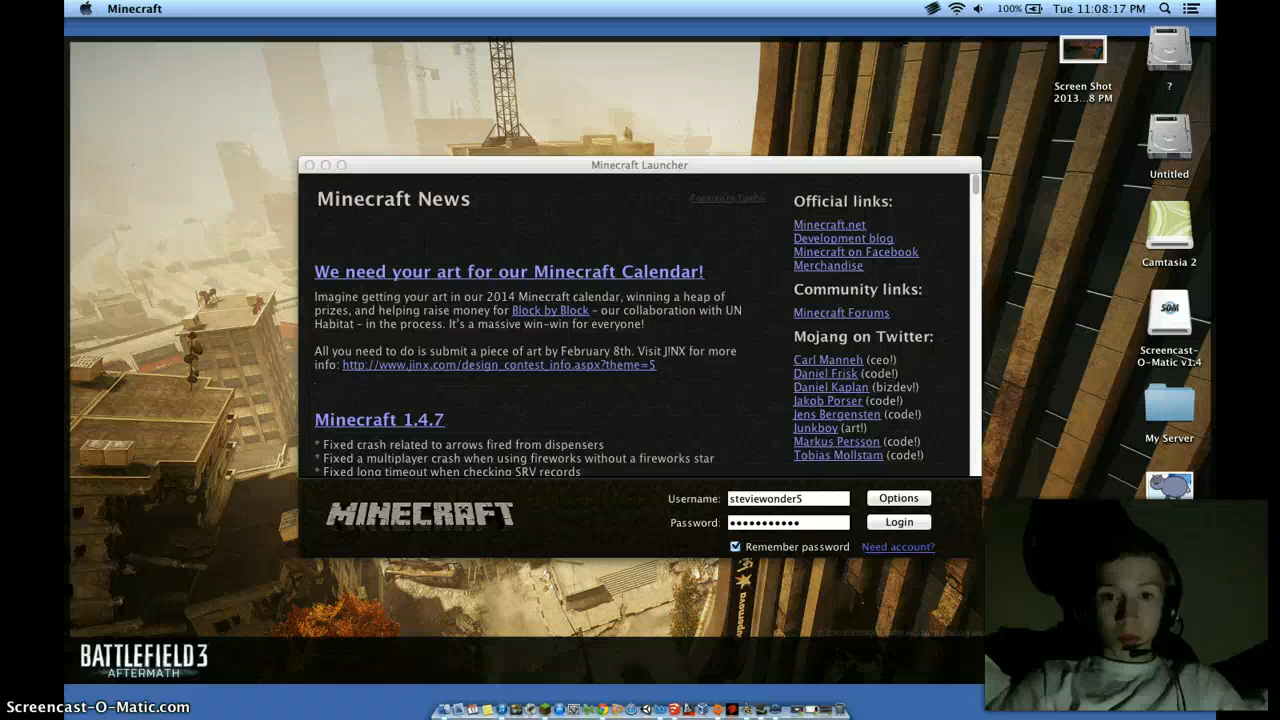 Minecraft
100%
Tue 11:08:17 PM
Screen Shot
2013...8 PM
?
Untitled
Camtasia 2
Screencast-
O-Matic v1.4
My Server
Minecraft Launcher
Minecraft News
Powered by Tumblr
We need your art for our Minecraft Calendar!
Imagine getting your art in our 2014 Minecraft calendar, winning a heap of
prizes, and helping raise money for Block by Block – our collaboration with UN
Habitat – in the process. It's a massive win-win for everyone!
All you need to do is submit a piece of art by February 8th. Visit J!NX for more
info: http://www.jinx.com/design_contest_info.aspx?theme=5
Minecraft 1.4.7
* Fixed crash related to arrows fired from dispensers
* Fixed a multiplayer crash when using fireworks without a fireworks star
* Fixed long timeout when checking SRV records
Official links:
Minecraft.net
Development blog
Minecraft on Facebook
Merchandise
Community links:
Minecraft Forums
Mojang on Twitter:
Carl Manneh (ceo!)
Daniel Frisk (code!)
Daniel Kaplan (bizdev!)
Jakob Porser (code!)
Jens Bergensten (code!)
Junkboy (art!)
Markus Persson (code!)
Tobias Mollstam (code!)
MINECRAFT
Username: steviewonder5
Options
Password: •••••••••••
Login
Remember password
Need account?
SOM
BATTLEFIELD 3
AFTERMATH
Screencast-O-Matic.com